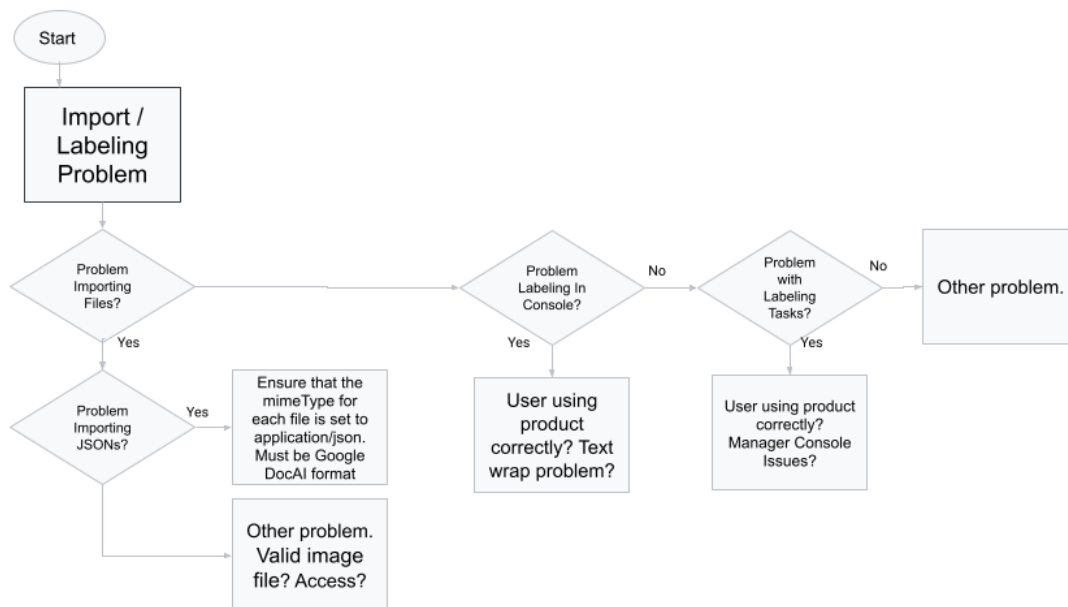 Start
Import /
Labeling
Problem
Problem
Importing
Files?
Problem
Labeling In
Console?
No
Problem
with
Labeling
Tasks?
No
Other problem.
Yes
Yes
Yes
Problem
Importing
JSONs?
Yes
Ensure that the
mimeType for
each file is set to
application/json.
Must be Google
DocAI format
User using
product
correctly? Text
wrap problem?
User using product
correctly?
Manager Console
Issues?
Other problem.
Valid image
file? Access?